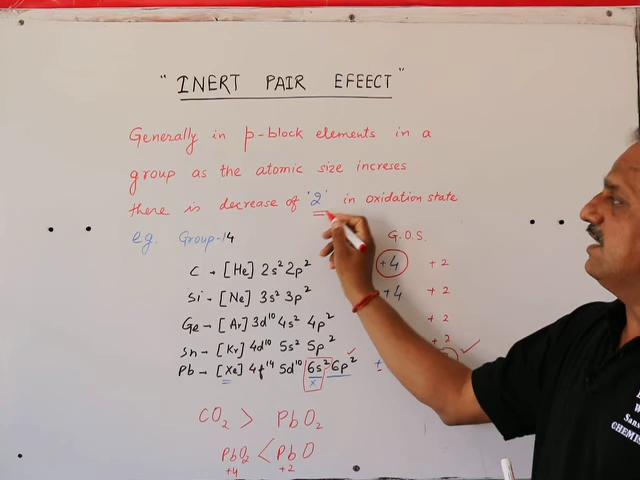 " INERT PAIR EFEECT "
Generally in p-block elements in a
group as the atomic size increses
there is decrease of '2' in oxidation state
eg. Group-14 G.O.S.
C - [He] 2s² 2p² +4 +2
Si - [Ne] 3s² 3p² +4 +2
Ge - [Ar] 3d¹⁰ 4s² 4p² +2
Sn - [Kr] 4d¹⁰ 5s² 5p² +2
Pb - [Xe] 4f¹⁴ 5d¹⁰ 6s² 6p²
x
CO₂ > PbO₂
PbO₂ < PbO
+4 +2
CHEMIS